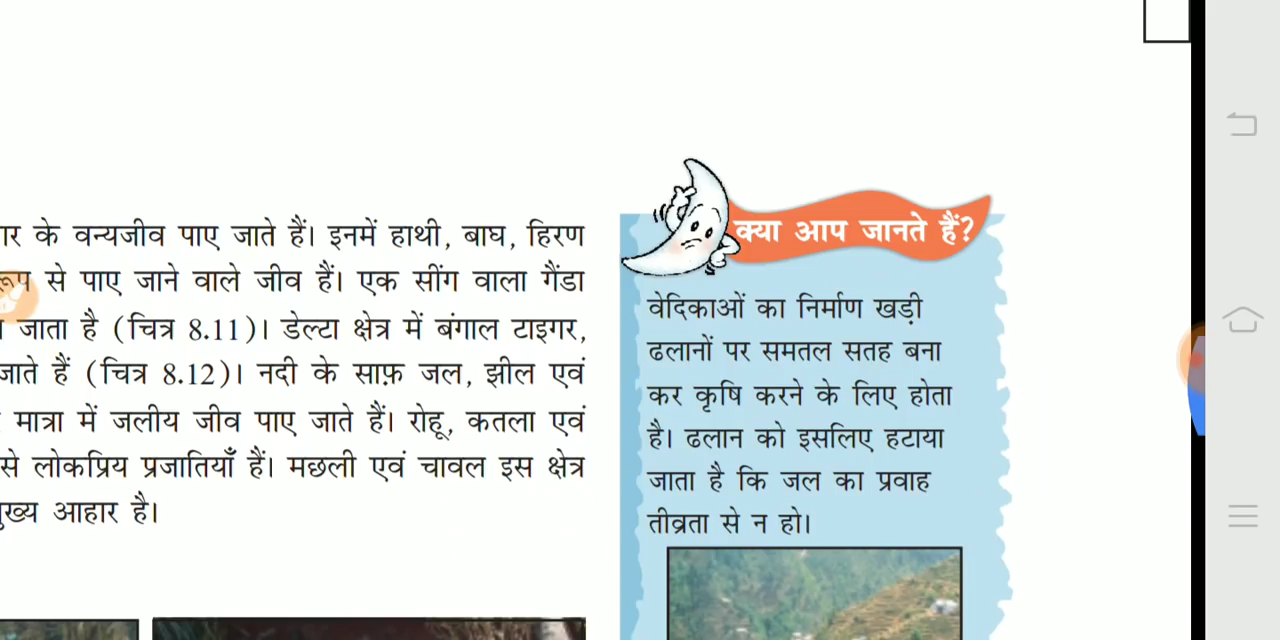 के वन्यजीव पाए जाते हैं। इनमें हाथी, बाघ, हिरण
से पाए जाने वाले जीव हैं। एक सींग वाला गैंडा
जाता है (चित्र 8.11)। डेल्टा क्षेत्र में बंगाल टाइगर,
जाते हैं (चित्र 8.12)। नदी के साफ़ जल, झील एवं
मात्रा में जलीय जीव पाए जाते हैं। रोहू, कतला एवं
से लोकप्रिय प्रजातियाँ हैं। मछली एवं चावल इस क्षेत्र
आहार है।
क्या आप जानते हैं?
वेदिकाओं का निर्माण खड़ी
ढलानों पर समतल सतह बना
कर कृषि करने के लिए होता
है। ढलान को इसलिए हटाया
जाता है कि जल का प्रवाह
तीव्रता से न हो।